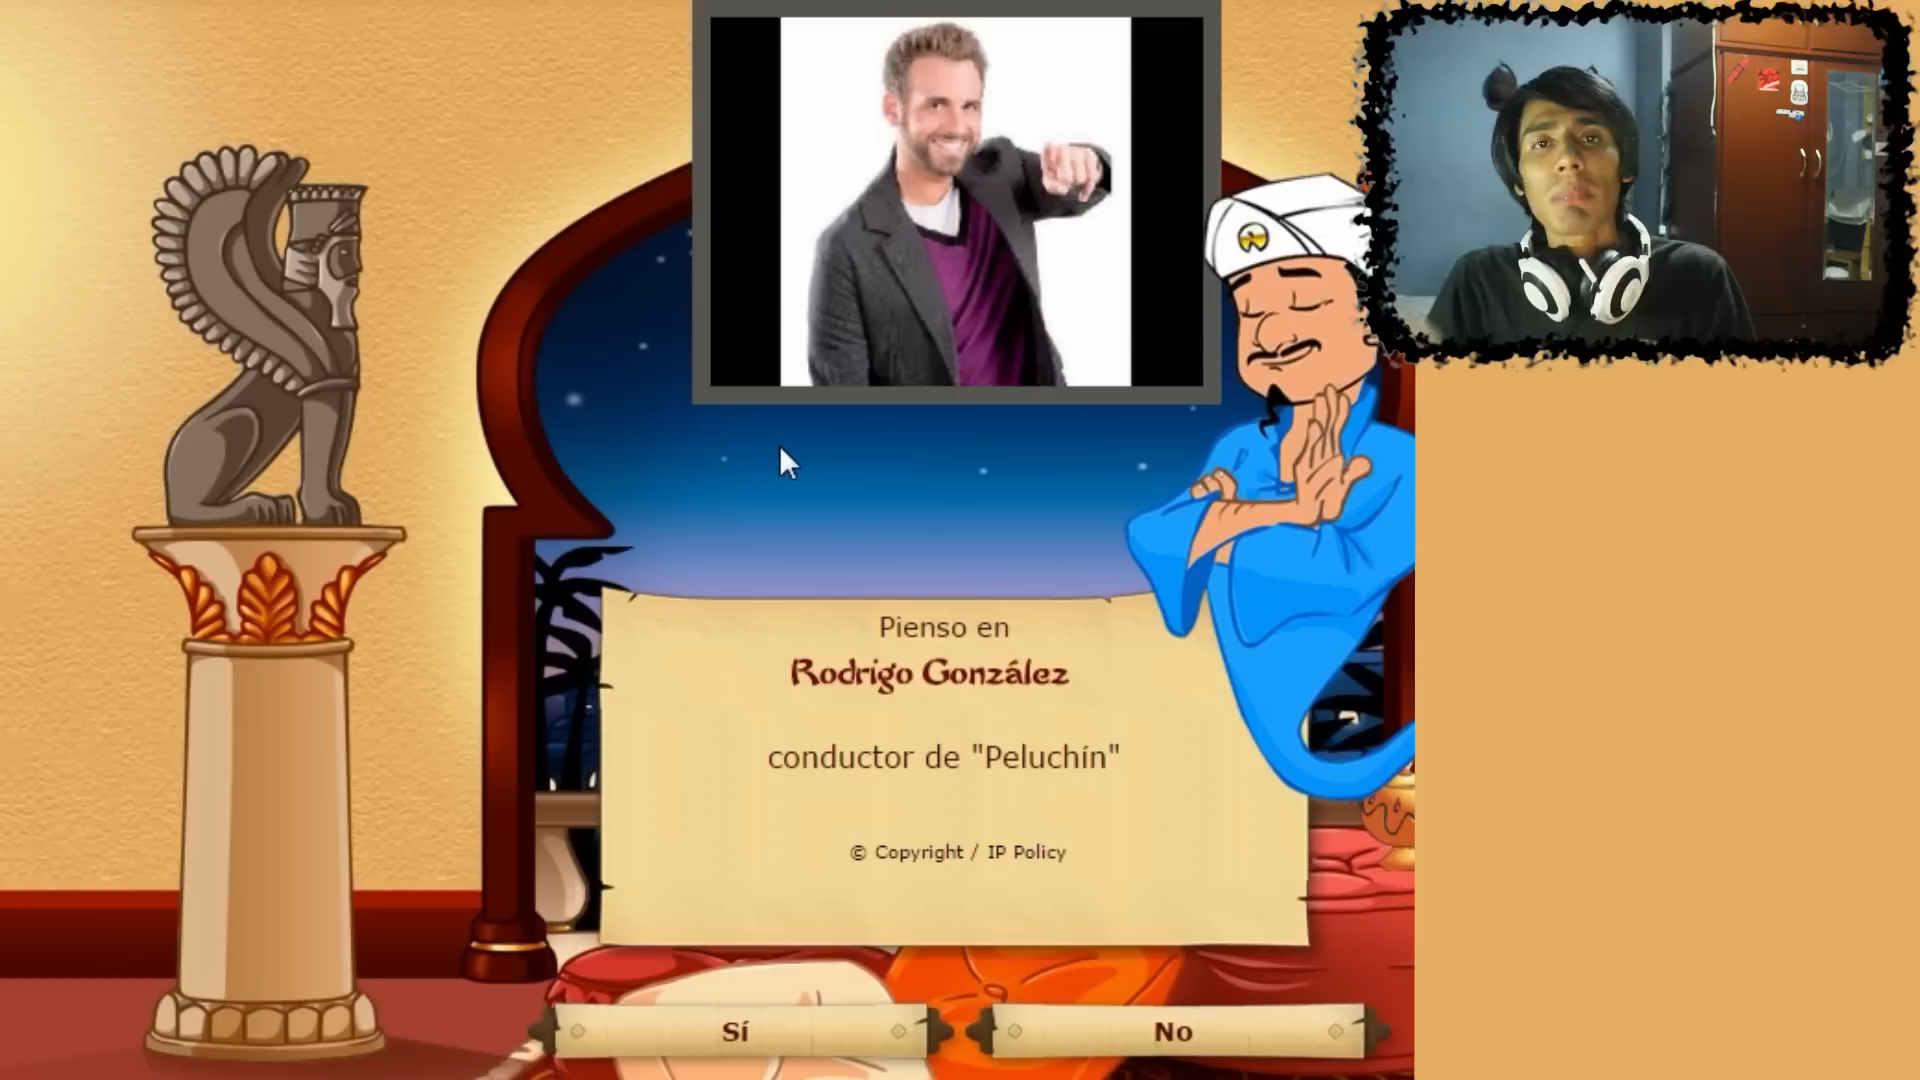 Pienso en
Rodrigo González
conductor de "Peluchín"
© Copyright / IP Policy
Sí
No